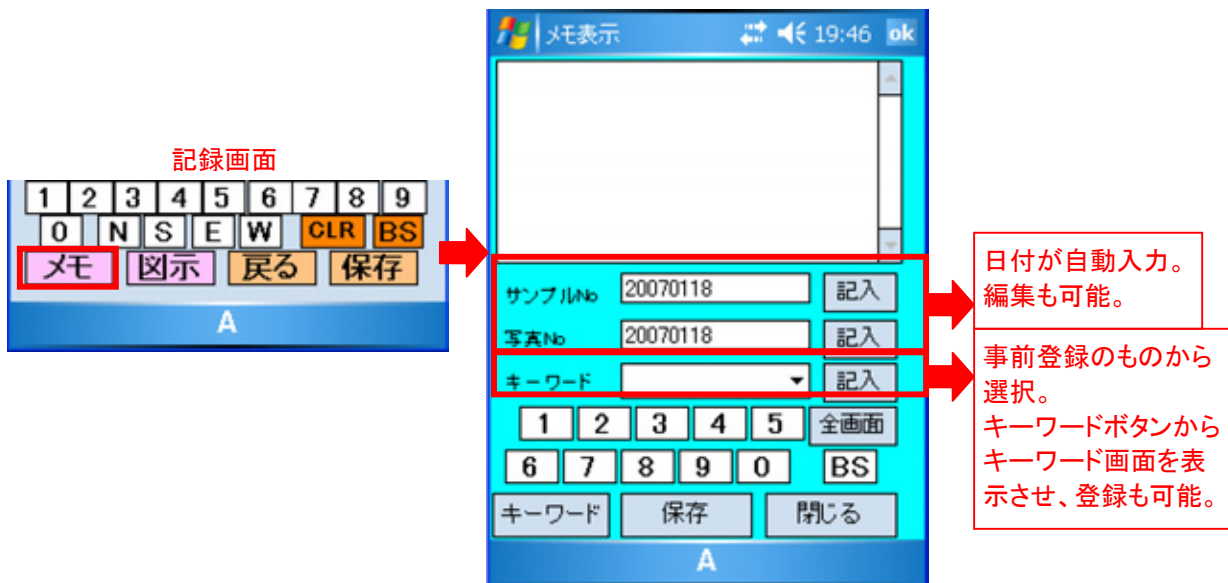 記録画面
1 2 3 4 5 6 7 8 9
0 N S E W CLR BS
メモ 図示 戻る 保存
A
メモ表示 19:46 ok
サンプルNo 20070118 記入
写真No 20070118 記入
キーワード 記入
1 2 3 4 5 全画面
6 7 8 9 0 BS
キーワード 保存 閉じる
A
日付が自動入力。
編集も可能。
事前登録のものから
選択。
キーワードボタンから
キーワード画面を表
示させ、登録も可能。